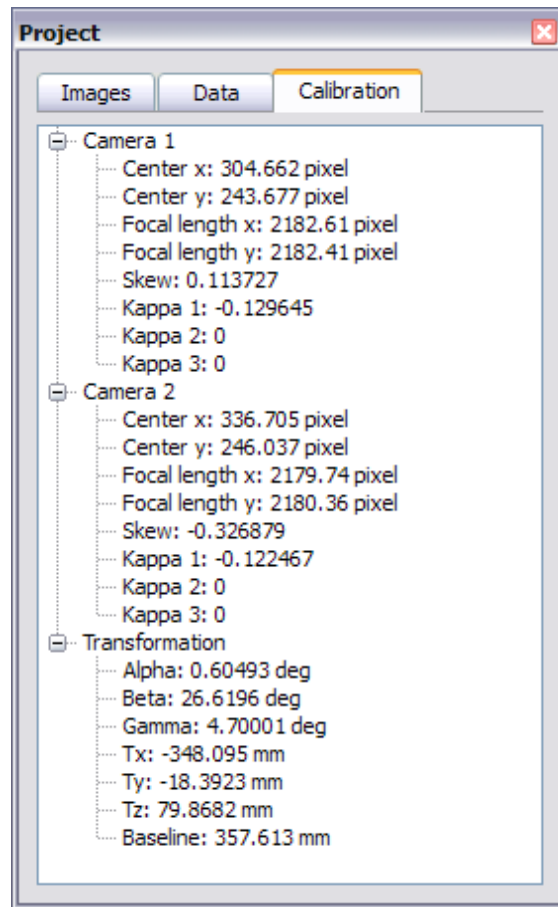 Project
Images Data Calibration
Camera 1
Center x: 304.662 pixel
Center y: 243.677 pixel
Focal length x: 2182.61 pixel
Focal length y: 2182.41 pixel
Skew: 0.113727
Kappa 1: -0.129645
Kappa 2: 0
Kappa 3: 0
Camera 2
Center x: 336.705 pixel
Center y: 246.037 pixel
Focal length x: 2179.74 pixel
Focal length y: 2180.36 pixel
Skew: -0.326879
Kappa 1: -0.122467
Kappa 2: 0
Kappa 3: 0
Transformation
Alpha: 0.60493 deg
Beta: 26.6196 deg
Gamma: 4.70001 deg
Tx: -348.095 mm
Ty: -18.3923 mm
Tz: 79.8682 mm
Baseline: 357.613 mm